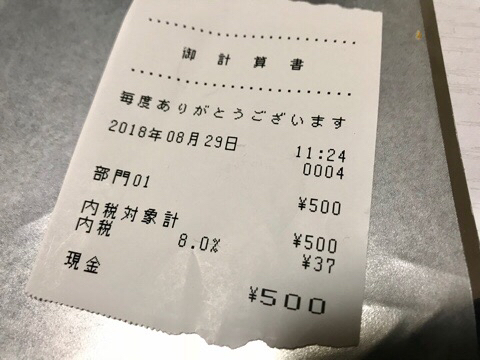 御計算書
毎度ありがとうございます
2018年08月29日 11:24
0004
部門01 ¥500
内税対象計 ¥500
内税 8.0% ¥37
現金 ¥500